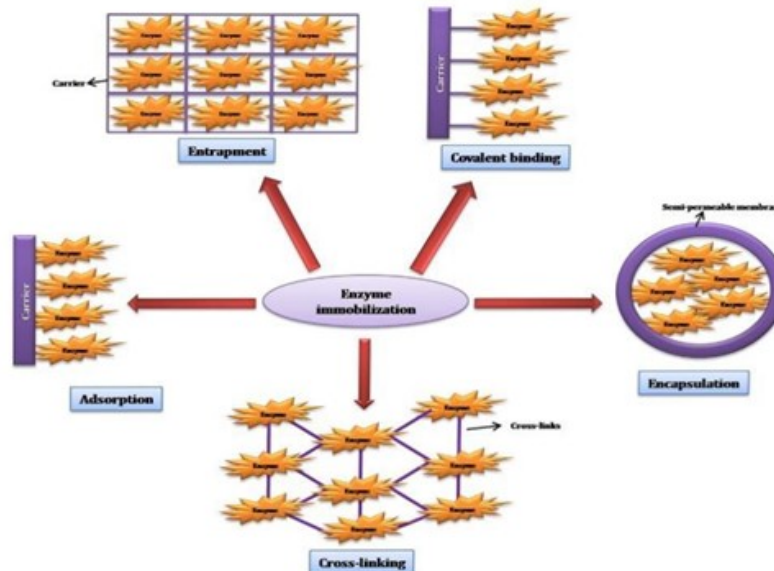 Enzyme
Enzyme
Enzyme
Enzyme
Enzyme
Enzyme
Enzyme
Enzyme
Enzyme
Carrier
Entrapment
Carrier
Enzyme
Enzyme
Enzyme
Enzyme
Covalent binding
Semi-permeable membra
Enzyme
Enzyme
Enzyme
Enzyme
Enzyme
Encapsulation
Enzyme
immobilization
Carrier
Enzyme
Enzyme
Enzyme
Enzyme
Adsorption
Enzyme
Enzyme
Enzyme
Enzyme
Enzyme
Enzyme
Enzyme
Enzyme
Enzyme
Cross-links
Cross-linking